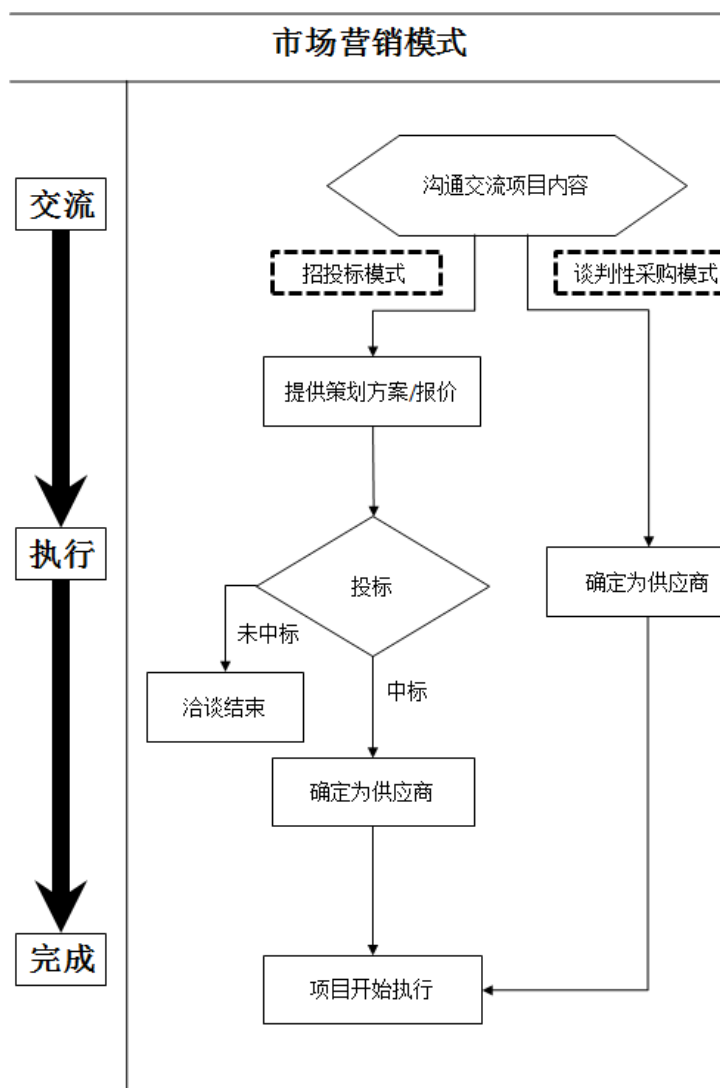 市场营销模式
交流
沟通交流项目内容
招投标模式
谈判性采购模式
提供策划方案/报价
执行
投标
确定为供应商
未中标
中标
洽谈结束
确定为供应商
完成
项目开始执行